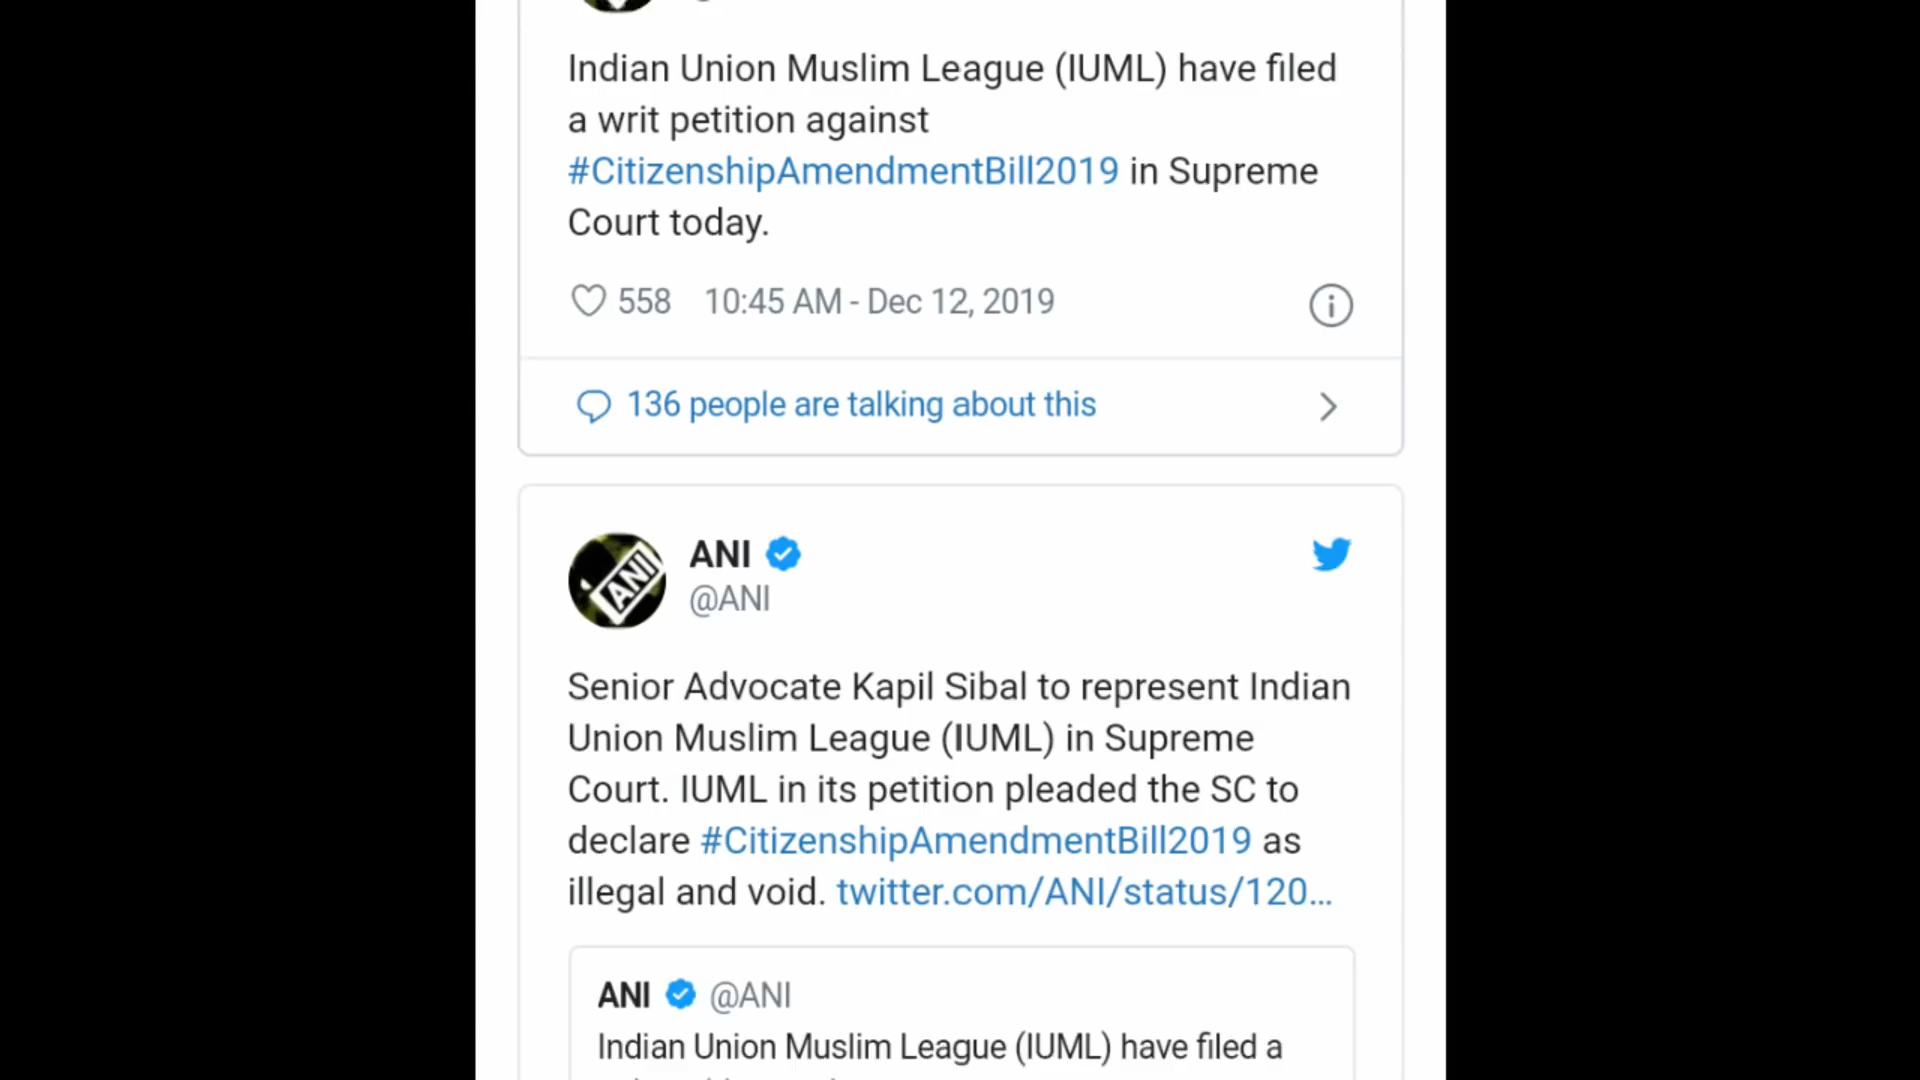 Indian Union Muslim League (IUML) have filed
a writ petition against
#CitizenshipAmendmentBill2019 in Supreme
Court today.
558 10:45 AM - Dec 12, 2019
136 people are talking about this
ANI
@ANI
ANI
Senior Advocate Kapil Sibal to represent Indian
Union Muslim League (IUML) in Supreme
Court. IUML in its petition pleaded the SC to
declare #CitizenshipAmendmentBill2019 as
illegal and void. twitter.com/ANI/status/120...
ANI @ANI
Indian Union Muslim League (IUML) have filed a